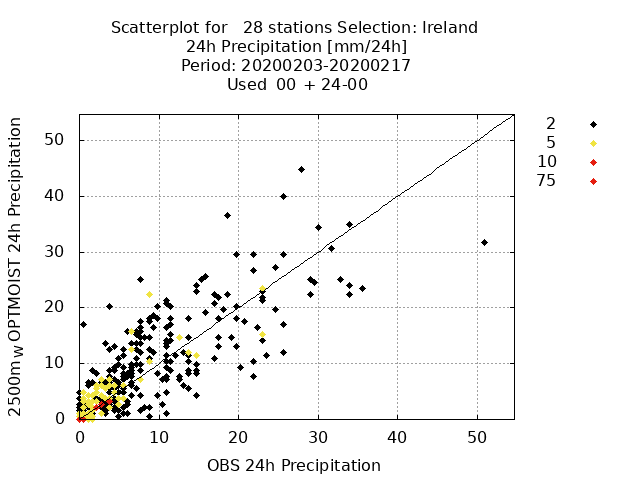 Scatterplot for 28 stations Selection: Ireland
24h Precipitation [mm/24h]
Period: 20200203-20200217
Used 00 + 24-00
2
5
10
75
2500m_W OPTMOIST 24h Precipitation
50
40
30
20
10
0
0 10 20 30 40 50
OBS 24h Precipitation